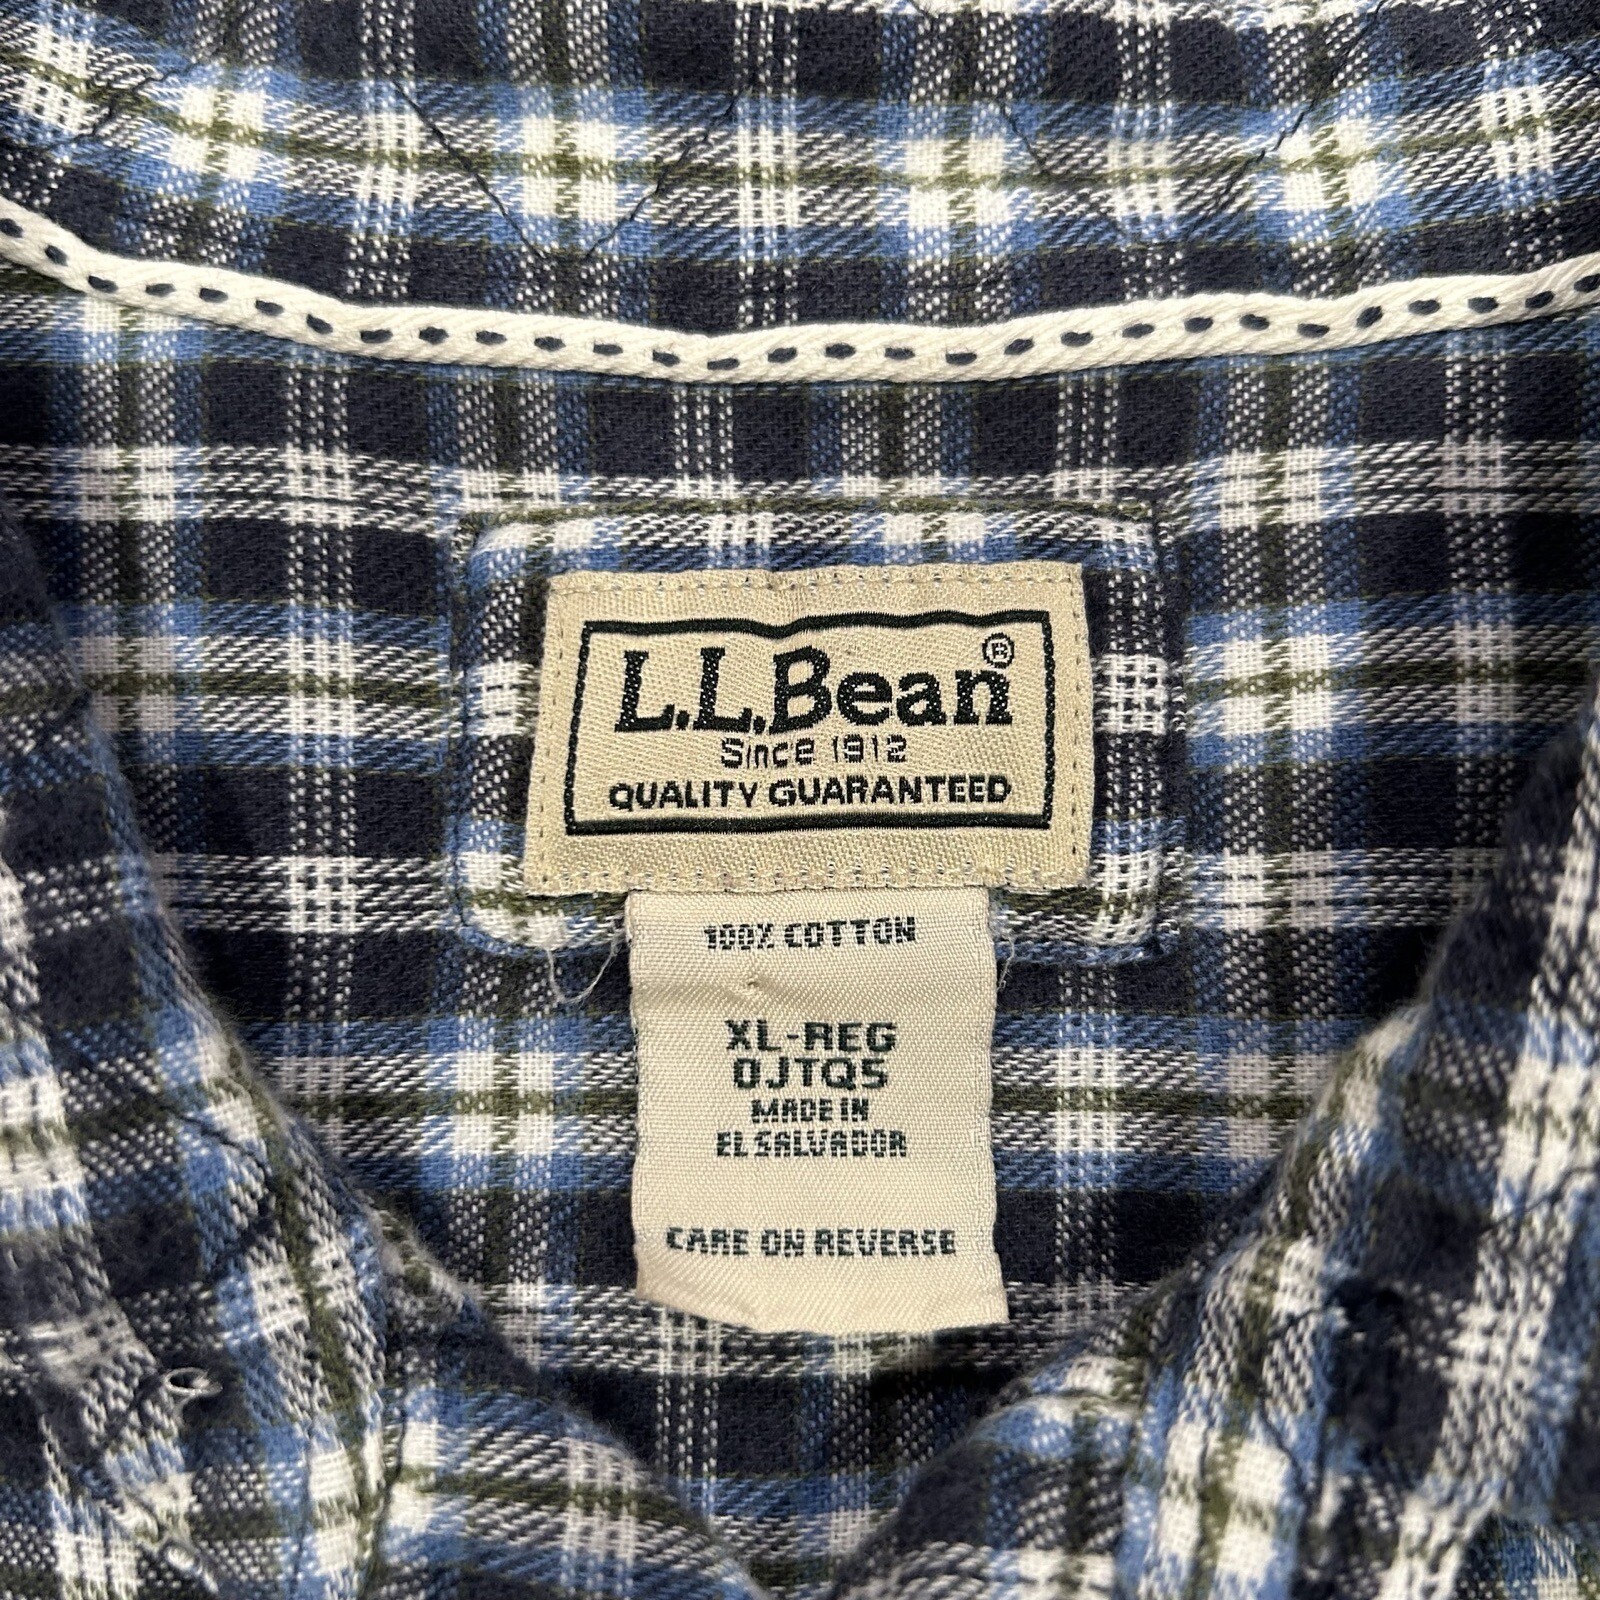 L.L.Bean®
Since 1912
QUALITY GUARANTEED
100% COTTON
XL-REG
0JTQ5
MADE IN
EL SALVADOR
CARE ON REVERSE